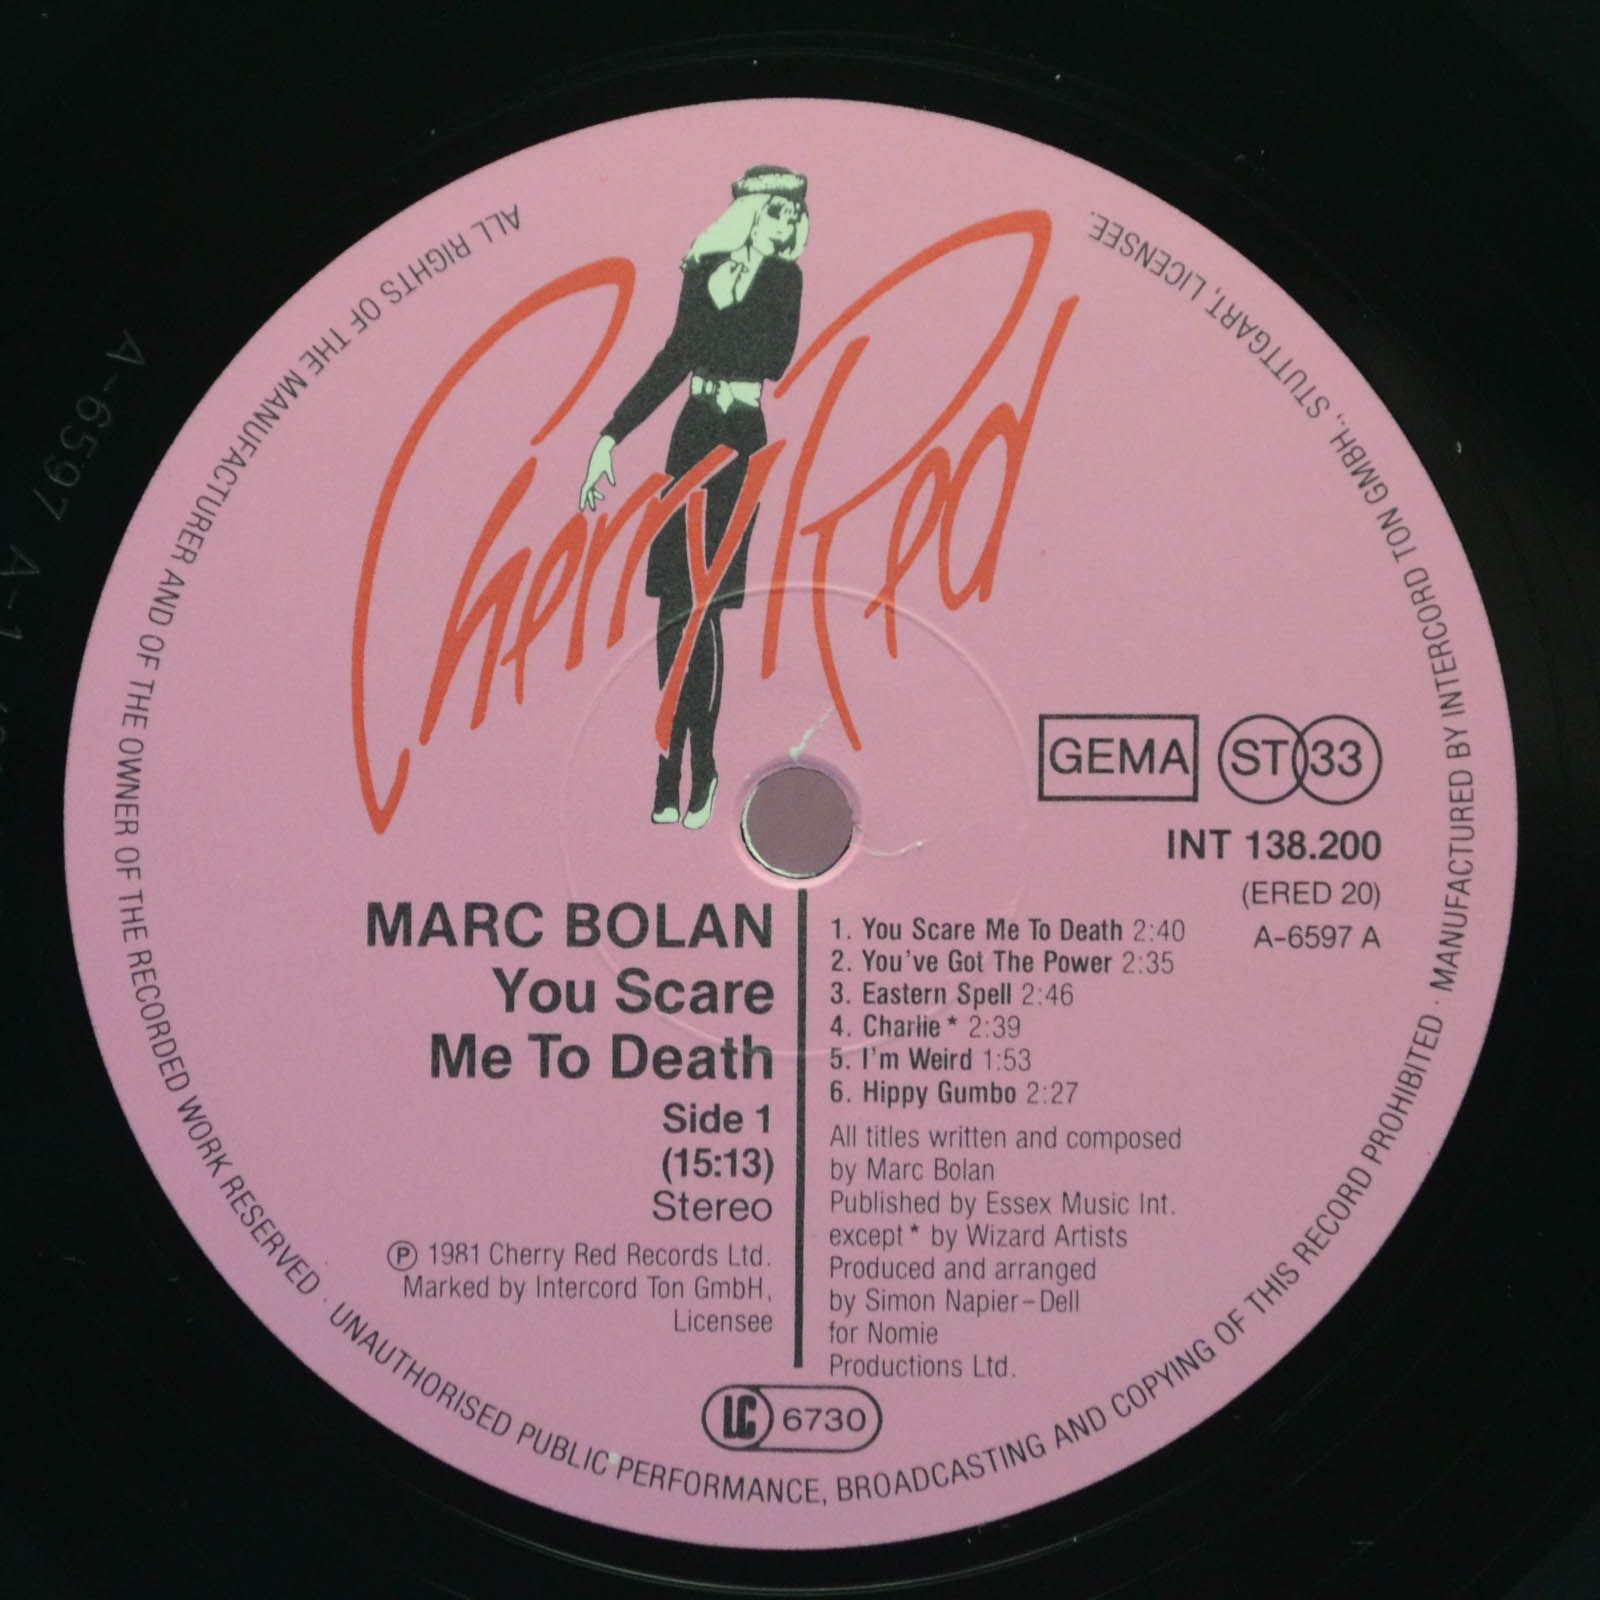 Cherry Red
GEMA ST 33
INT 138.200
(ERED 20)
A-6597 A
MARC BOLAN
You Scare
Me To Death
Side 1
(15:13)
Stereo
Ⓟ 1981 Cherry Red Records Ltd.
Marked by Intercord Ton GmbH,
Licensee
1. You Scare Me To Death 2:40
2. You've Got The Power 2:35
3. Eastern Spell 2:46
4. Charlie * 2:39
5. I'm Weird 1:53
6. Hippy Gumbo 2:27
All titles written and composed
by Marc Bolan
Published by Essex Music Int.
except * by Wizard Artists
Produced and arranged
by Simon Napier-Dell
for Nomie
Productions Ltd.
LC 6730
ALL RIGHTS OF THE MANUFACTURER AND OF THE OWNER OF THE RECORDED WORK RESERVED · UNAUTHORISED PUBLIC PERFORMANCE, BROADCASTING AND COPYING OF THIS RECORD PROHIBITED · MANUFACTURED BY INTERCORD TON GMBH., STUTTGART, LICENSEE.
A-6597 A-1